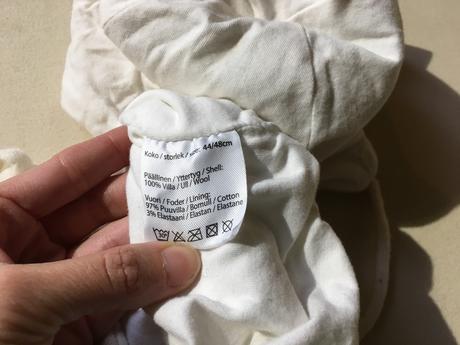 Koko / storlek / size: 44/48cm
Päällinen / Yttertyg / Shell:
100% Villa / Ull / Wool
Vuori / Foder / Lining:
97% Puuvilla / Bomull / Cotton
3% Elastaani / Elastan / Elastane